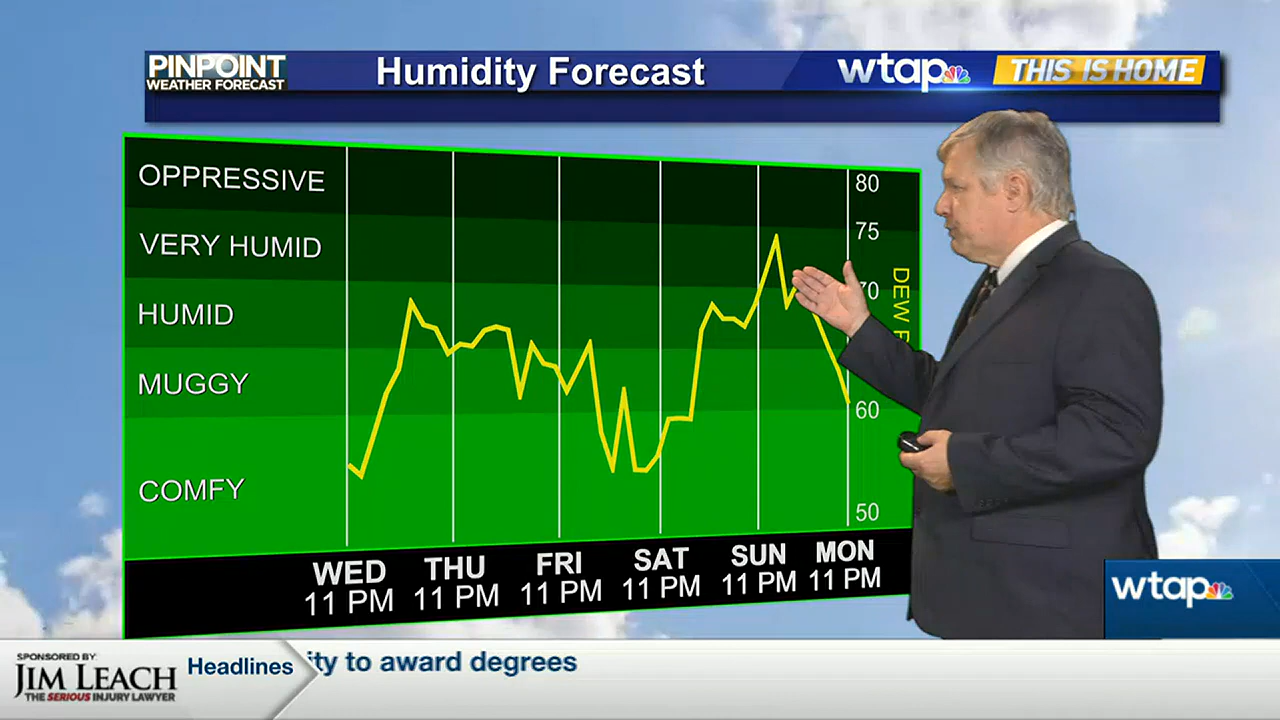 PINPOINT
WEATHER FORECAST
Humidity Forecast
wtap
THIS IS HOME
OPPRESSIVE
VERY HUMID
HUMID
MUGGY
COMFY
80
75
70
60
50
DEW
WED
11 PM
THU
11 PM
FRI
11 PM
SAT
11 PM
SUN
11 PM
MON
11 PM
wtap
SPONSORED BY:
JIM LEACH
THE SERIOUS INJURY LAWYER
Headlines
ity to award degrees